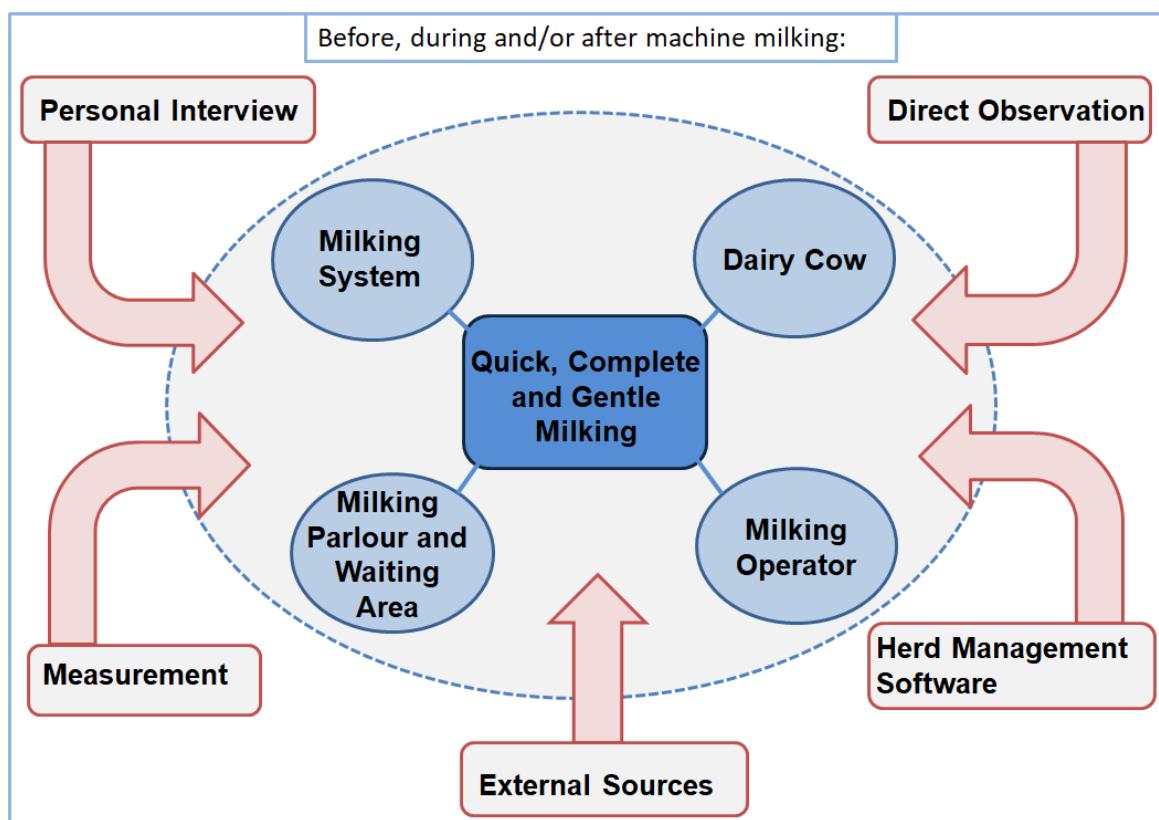 Before, during and/or after machine milking:
Personal Interview
Direct Observation
Milking
System
Dairy Cow
Quick, Complete
and Gentle
Milking
Milking
Parlour and
Waiting
Area
Milking
Operator
Measurement
Herd Management
Software
External Sources